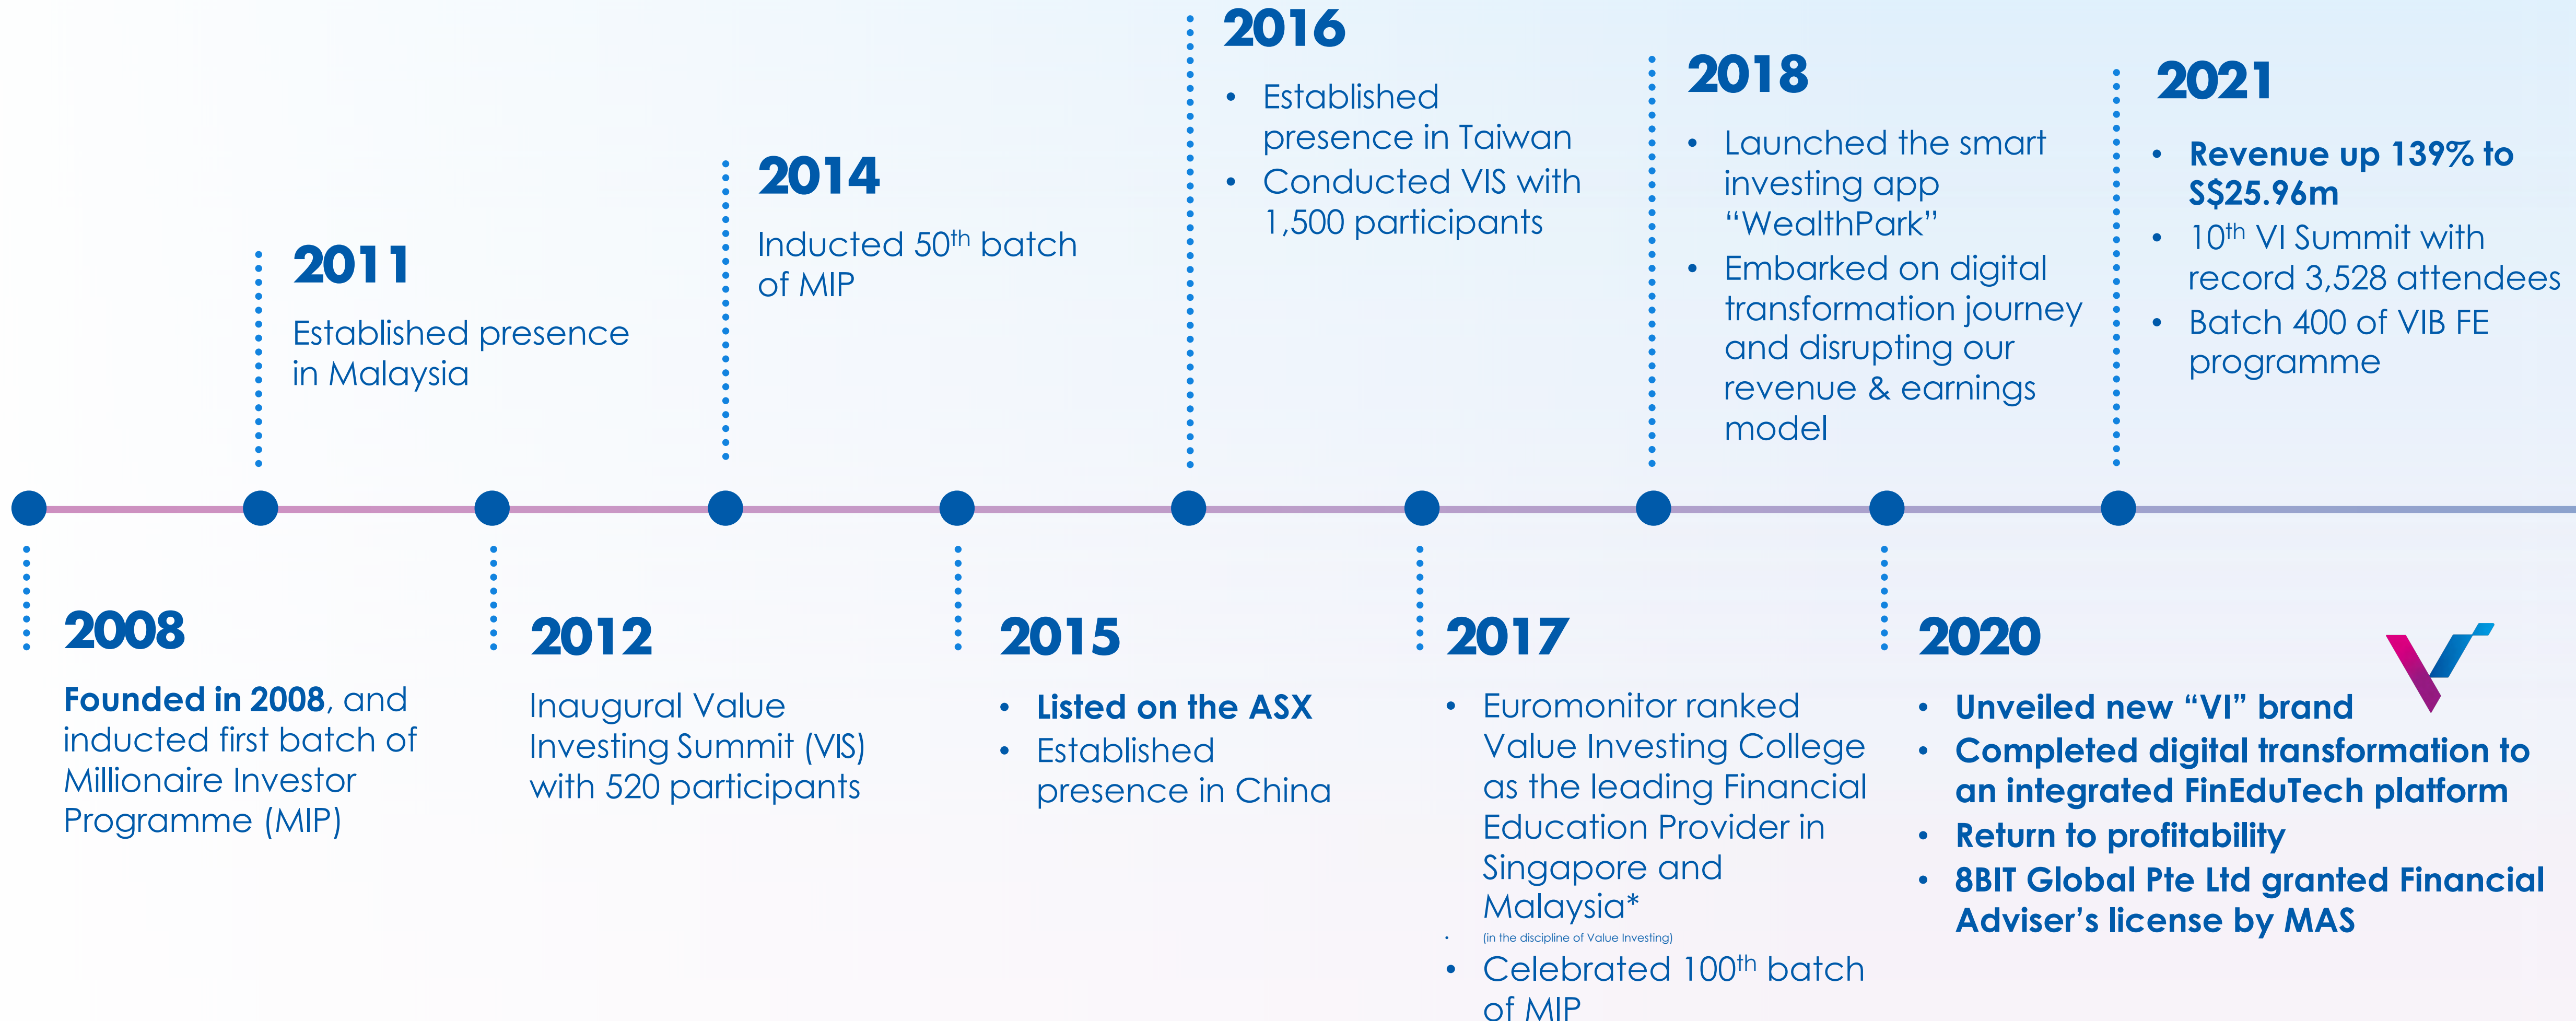 2008
Founded in 2008, and
inducted first batch of
Millionaire Investor
Programme (MIP)
2011
Established presence
in Malaysia
2012
Inaugural Value
Investing Summit (VIS)
with 520 participants
2014
Inducted 50th batch
of MIP
2015
• Listed on the ASX
• Established
presence in China
2016
• Established
presence in Taiwan
• Conducted VIS with
1,500 participants
2017
• Euromonitor ranked
Value Investing College
as the leading Financial
Education Provider in
Singapore and
Malaysia*
• (in the discipline of Value Investing)
• Celebrated 100th batch
of MIP
2018
• Launched the smart
investing app
“WealthPark”
• Embarked on digital
transformation journey
and disrupting our
revenue & earnings
model
2020
• Unveiled new “VI” brand
• Completed digital transformation to
an integrated FinEduTech platform
• Return to profitability
• 8BIT Global Pte Ltd granted Financial
Adviser’s license by MAS
2021
• Revenue up 139% to
S$25.96m
• 10th VI Summit with
record 3,528 attendees
• Batch 400 of VIB FE
programme